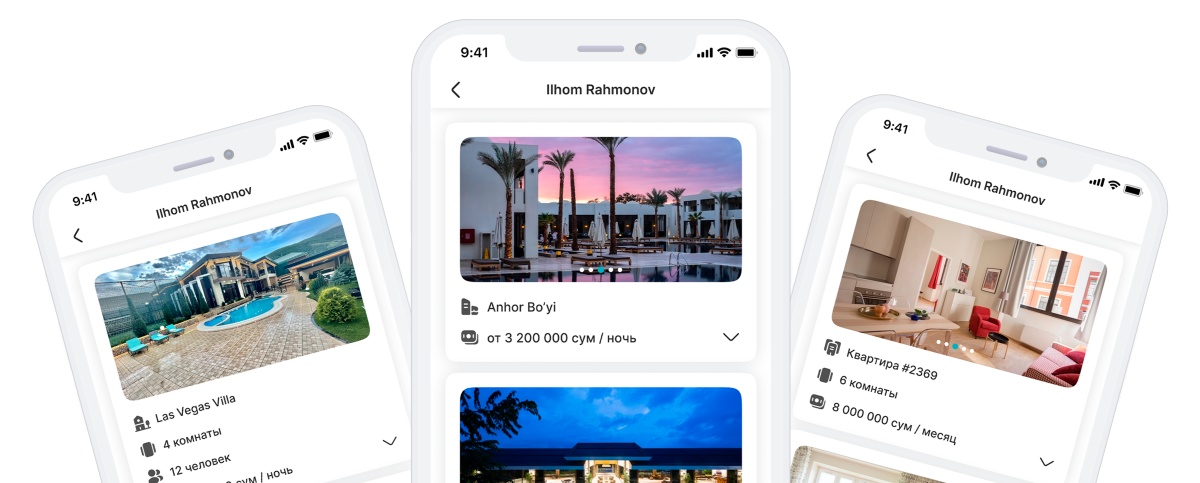 9:41
Ilhom Rahmonov
Las Vegas Villa
4 комнаты
12 человек
сум / ночь
9:41
Ilhom Rahmonov
Anhor Bo'yi
от 3 200 000 сум / ночь
9:41
Ilhom Rahmonov
Квартира #2369
6 комнаты
8 000 000 сум / месяц